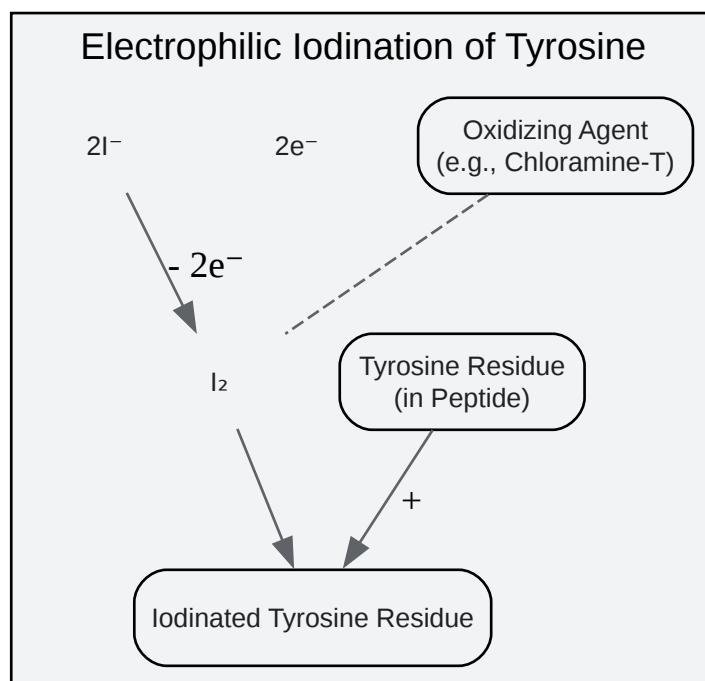 Electrophilic Iodination of Tyrosine
2I⁻
2e⁻
Oxidizing Agent
(e.g., Chloramine-T)
- 2e⁻
I₂
Tyrosine Residue
(in Peptide)
+
Iodinated Tyrosine Residue